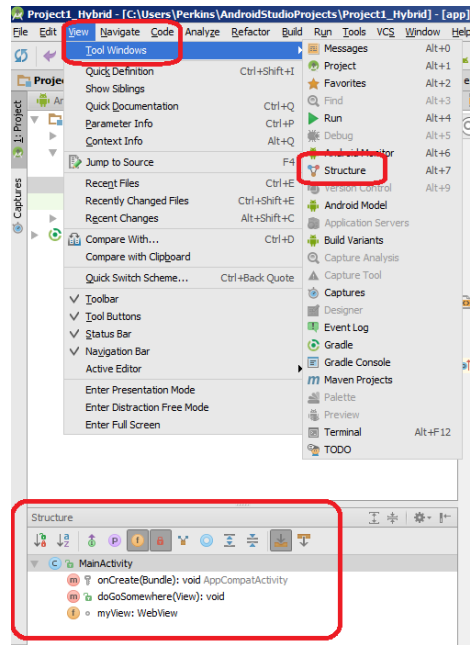 Project1_Hybrid - [C:\Users\Perkins\AndroidStudioProjects\Project1_Hybrid] - [app]
File Edit View Navigate Code Analyze Refactor Build Run Tools VCS Window Help
Tool Windows
Quick Definition Ctrl+Shift+I
Show Siblings
Quick Documentation Ctrl+Q
Parameter Info Ctrl+P
Context Info Alt+Q
Jump to Source F4
Recent Files Ctrl+E
Recently Changed Files Ctrl+Shift+E
Recent Changes Alt+Shift+C
Compare With... Ctrl+D
Compare with Clipboard
Quick Switch Scheme... Ctrl+Back Quote
Toolbar
Tool Buttons
Status Bar
Navigation Bar
Active Editor
Enter Presentation Mode
Enter Distraction Free Mode
Enter Full Screen
Messages Alt+0
Project Alt+1
Favorites Alt+2
Find Alt+3
Run Alt+4
Debug Alt+5
Android Monitor Alt+6
Structure Alt+7
Version Control Alt+9
Android Model
Application Servers
Build Variants
Capture Analysis
Capture Tool
Captures
Designer
Event Log
Gradle
Gradle Console
Maven Projects
Palette
Preview
Terminal Alt+F12
TODO
1: Project
Captures
Structure
MainActivity
onCreate(Bundle): void AppCompatActivity
doGoSomewhere(View): void
myView: WebView